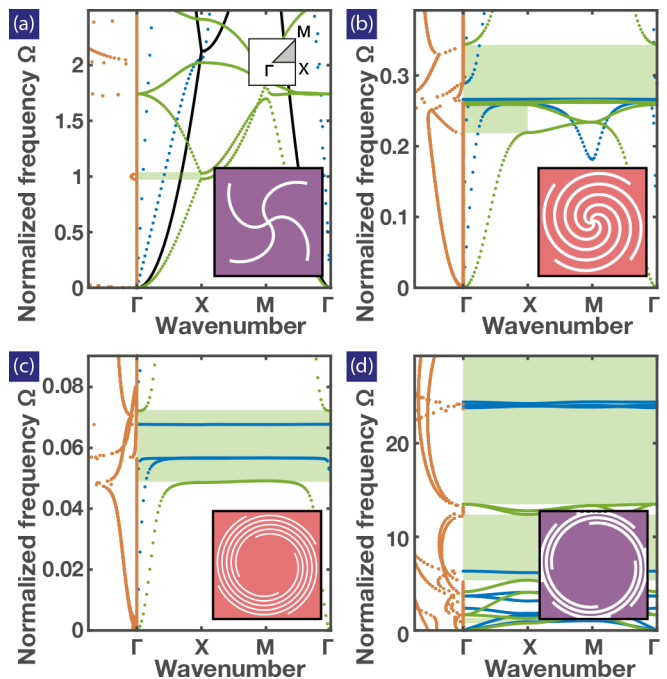 (a)
Normalized frequency Ω
2
1.5
1
0.5
0
M
Γ
X
Γ
X
M
Γ
Wavenumber
(b)
Normalized frequency Ω
0.3
0.2
0.1
0
Γ
X
M
Γ
Wavenumber
(c)
Normalized frequency Ω
0.08
0.06
0.04
0.02
0
Γ
X
M
Γ
Wavenumber
(d)
Normalized frequency Ω
20
10
0
Γ
X
M
Γ
Wavenumber